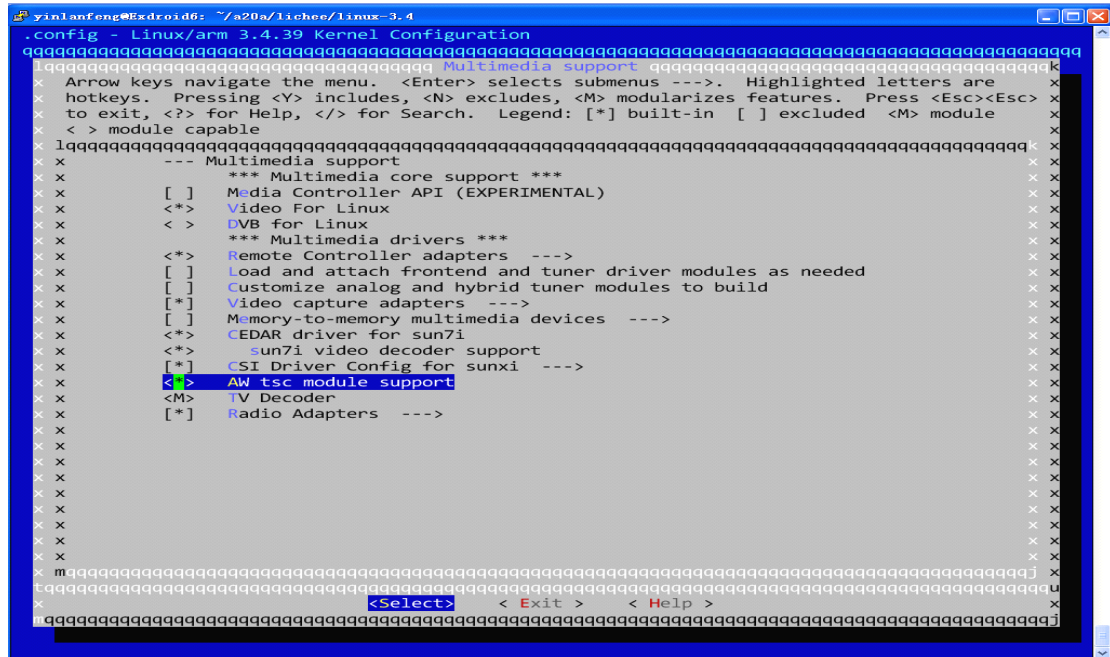 yinlanfeng@Exdroid6: ~/a20a/lichee/linux-3.4
.config - Linux/arm 3.4.39 Kernel Configuration
Multimedia support
Arrow keys navigate the menu.  <Enter> selects submenus --->.  Highlighted letters are
hotkeys.  Pressing <Y> includes, <N> excludes, <M> modularizes features.  Press <Esc><Esc>
to exit, <?> for Help, </> for Search.  Legend: [*] built-in  [ ] excluded  <M> module
< > module capable
--- Multimedia support
*** Multimedia core support ***
[ ]   Media Controller API (EXPERIMENTAL)
<*>   Video For Linux
< >   DVB for Linux
*** Multimedia drivers ***
<*>   Remote Controller adapters  --->
[ ]   Load and attach frontend and tuner driver modules as needed
[ ]   Customize analog and hybrid tuner modules to build
[*]   Video capture adapters  --->
[ ]   Memory-to-memory multimedia devices  --->
<*>   CEDAR driver for sun7i
<*>     sun7i video decoder support
[*]   CSI Driver Config for sunxi  --->
<*>   AW tsc module support
<M>   TV Decoder
[*]   Radio Adapters  --->
<Select>    < Exit >    < Help >